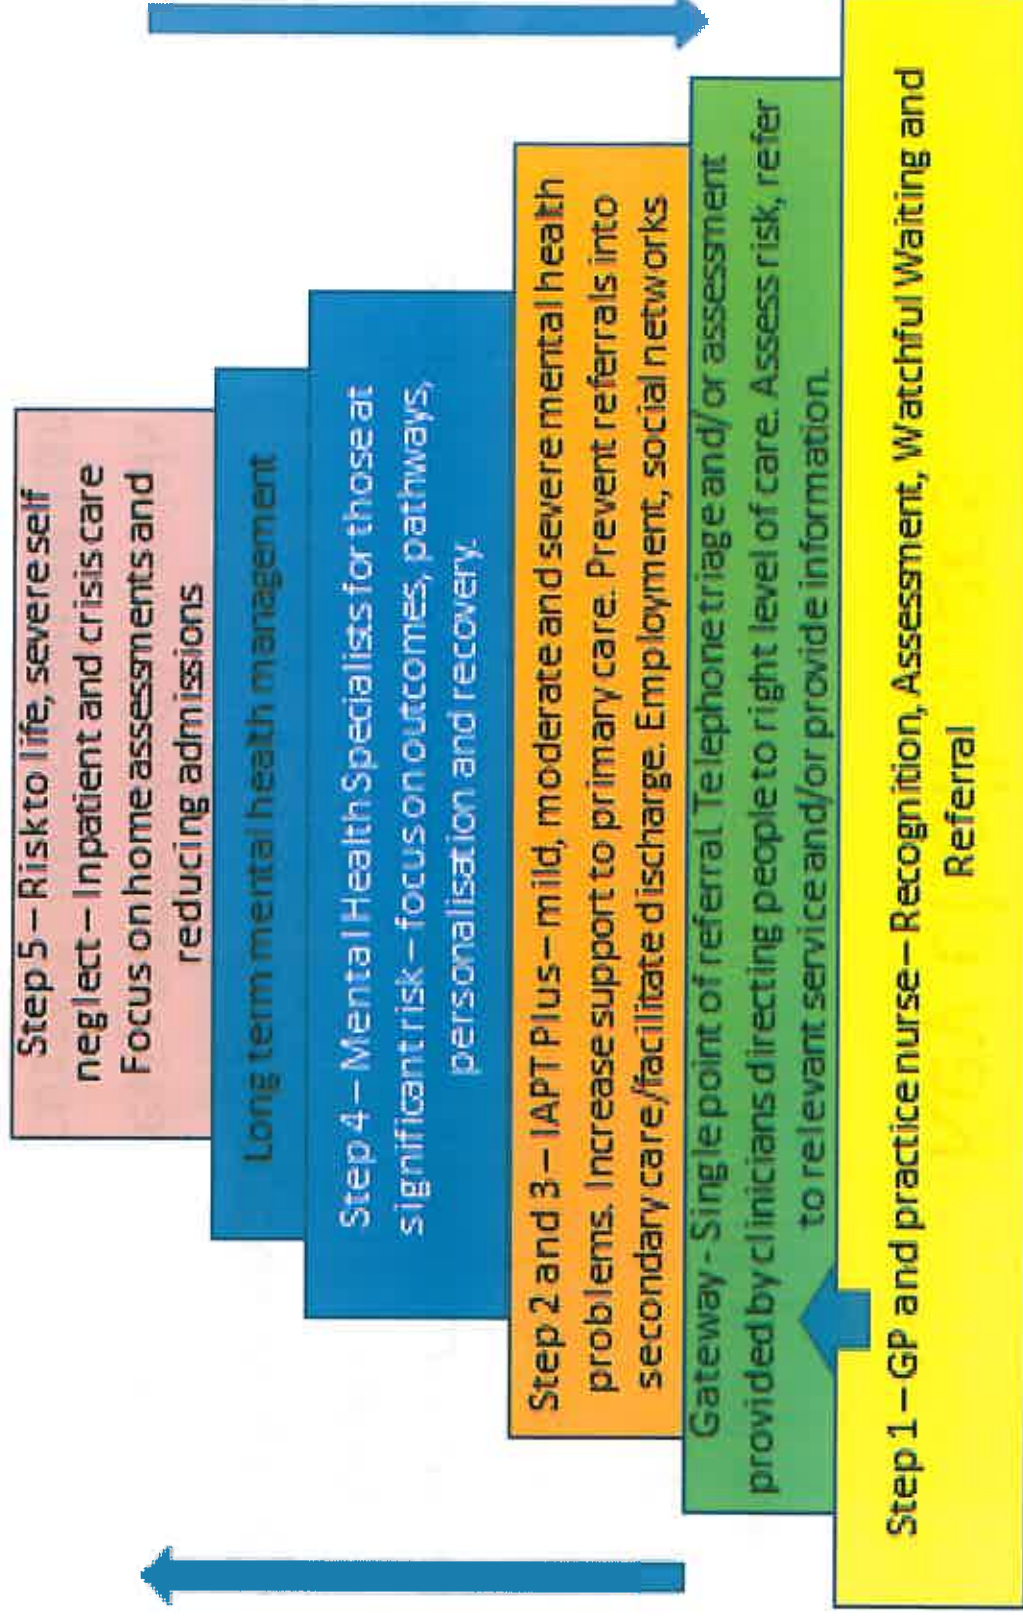 Step 5 – Risk to life, severe self
neglect – Inpatient and crisis care
Focus on home assessments and
reducing admissions
Long term mental health management
Step 4 – Mental Health Specialists for those at
significant risk – focus on outcomes, pathways,
personalisation and recovery.
Step 2 and 3 – IAPT Plus – mild, moderate and severe mental health
problems. Increase support to primary care. Prevent referrals into
secondary care/facilitate discharge. Employment, social networks
Gateway - Single point of referral Telephone triage and/or assessment
provided by clinicians directing people to right level of care. Assess risk, refer
to relevant service and/or provide information.
Step 1 – GP and practice nurse – Recognition, Assessment, Watchful Waiting and
Referral